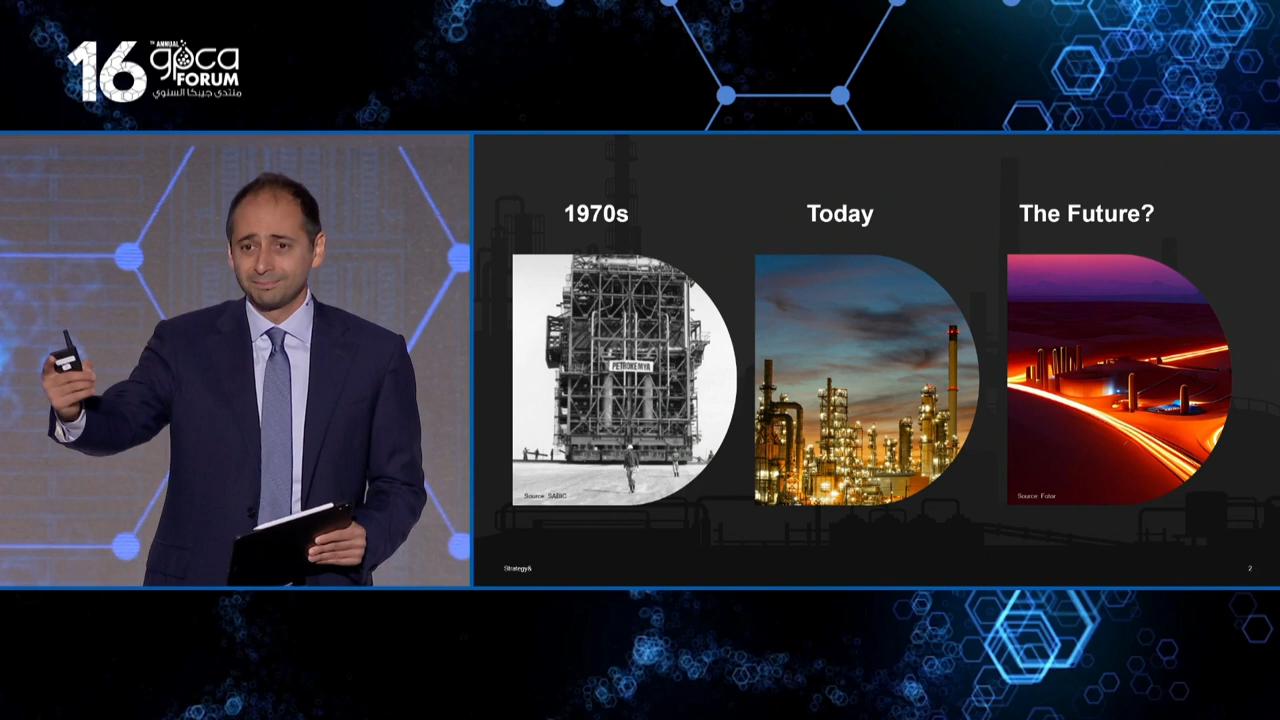 16
TH ANNUAL
gpca
FORUM
منتدى جيبكا السنوي
1970s
Today
The Future?
PETROKEMYA
Source: SABIC
Source: Fotor
Strategy&
2